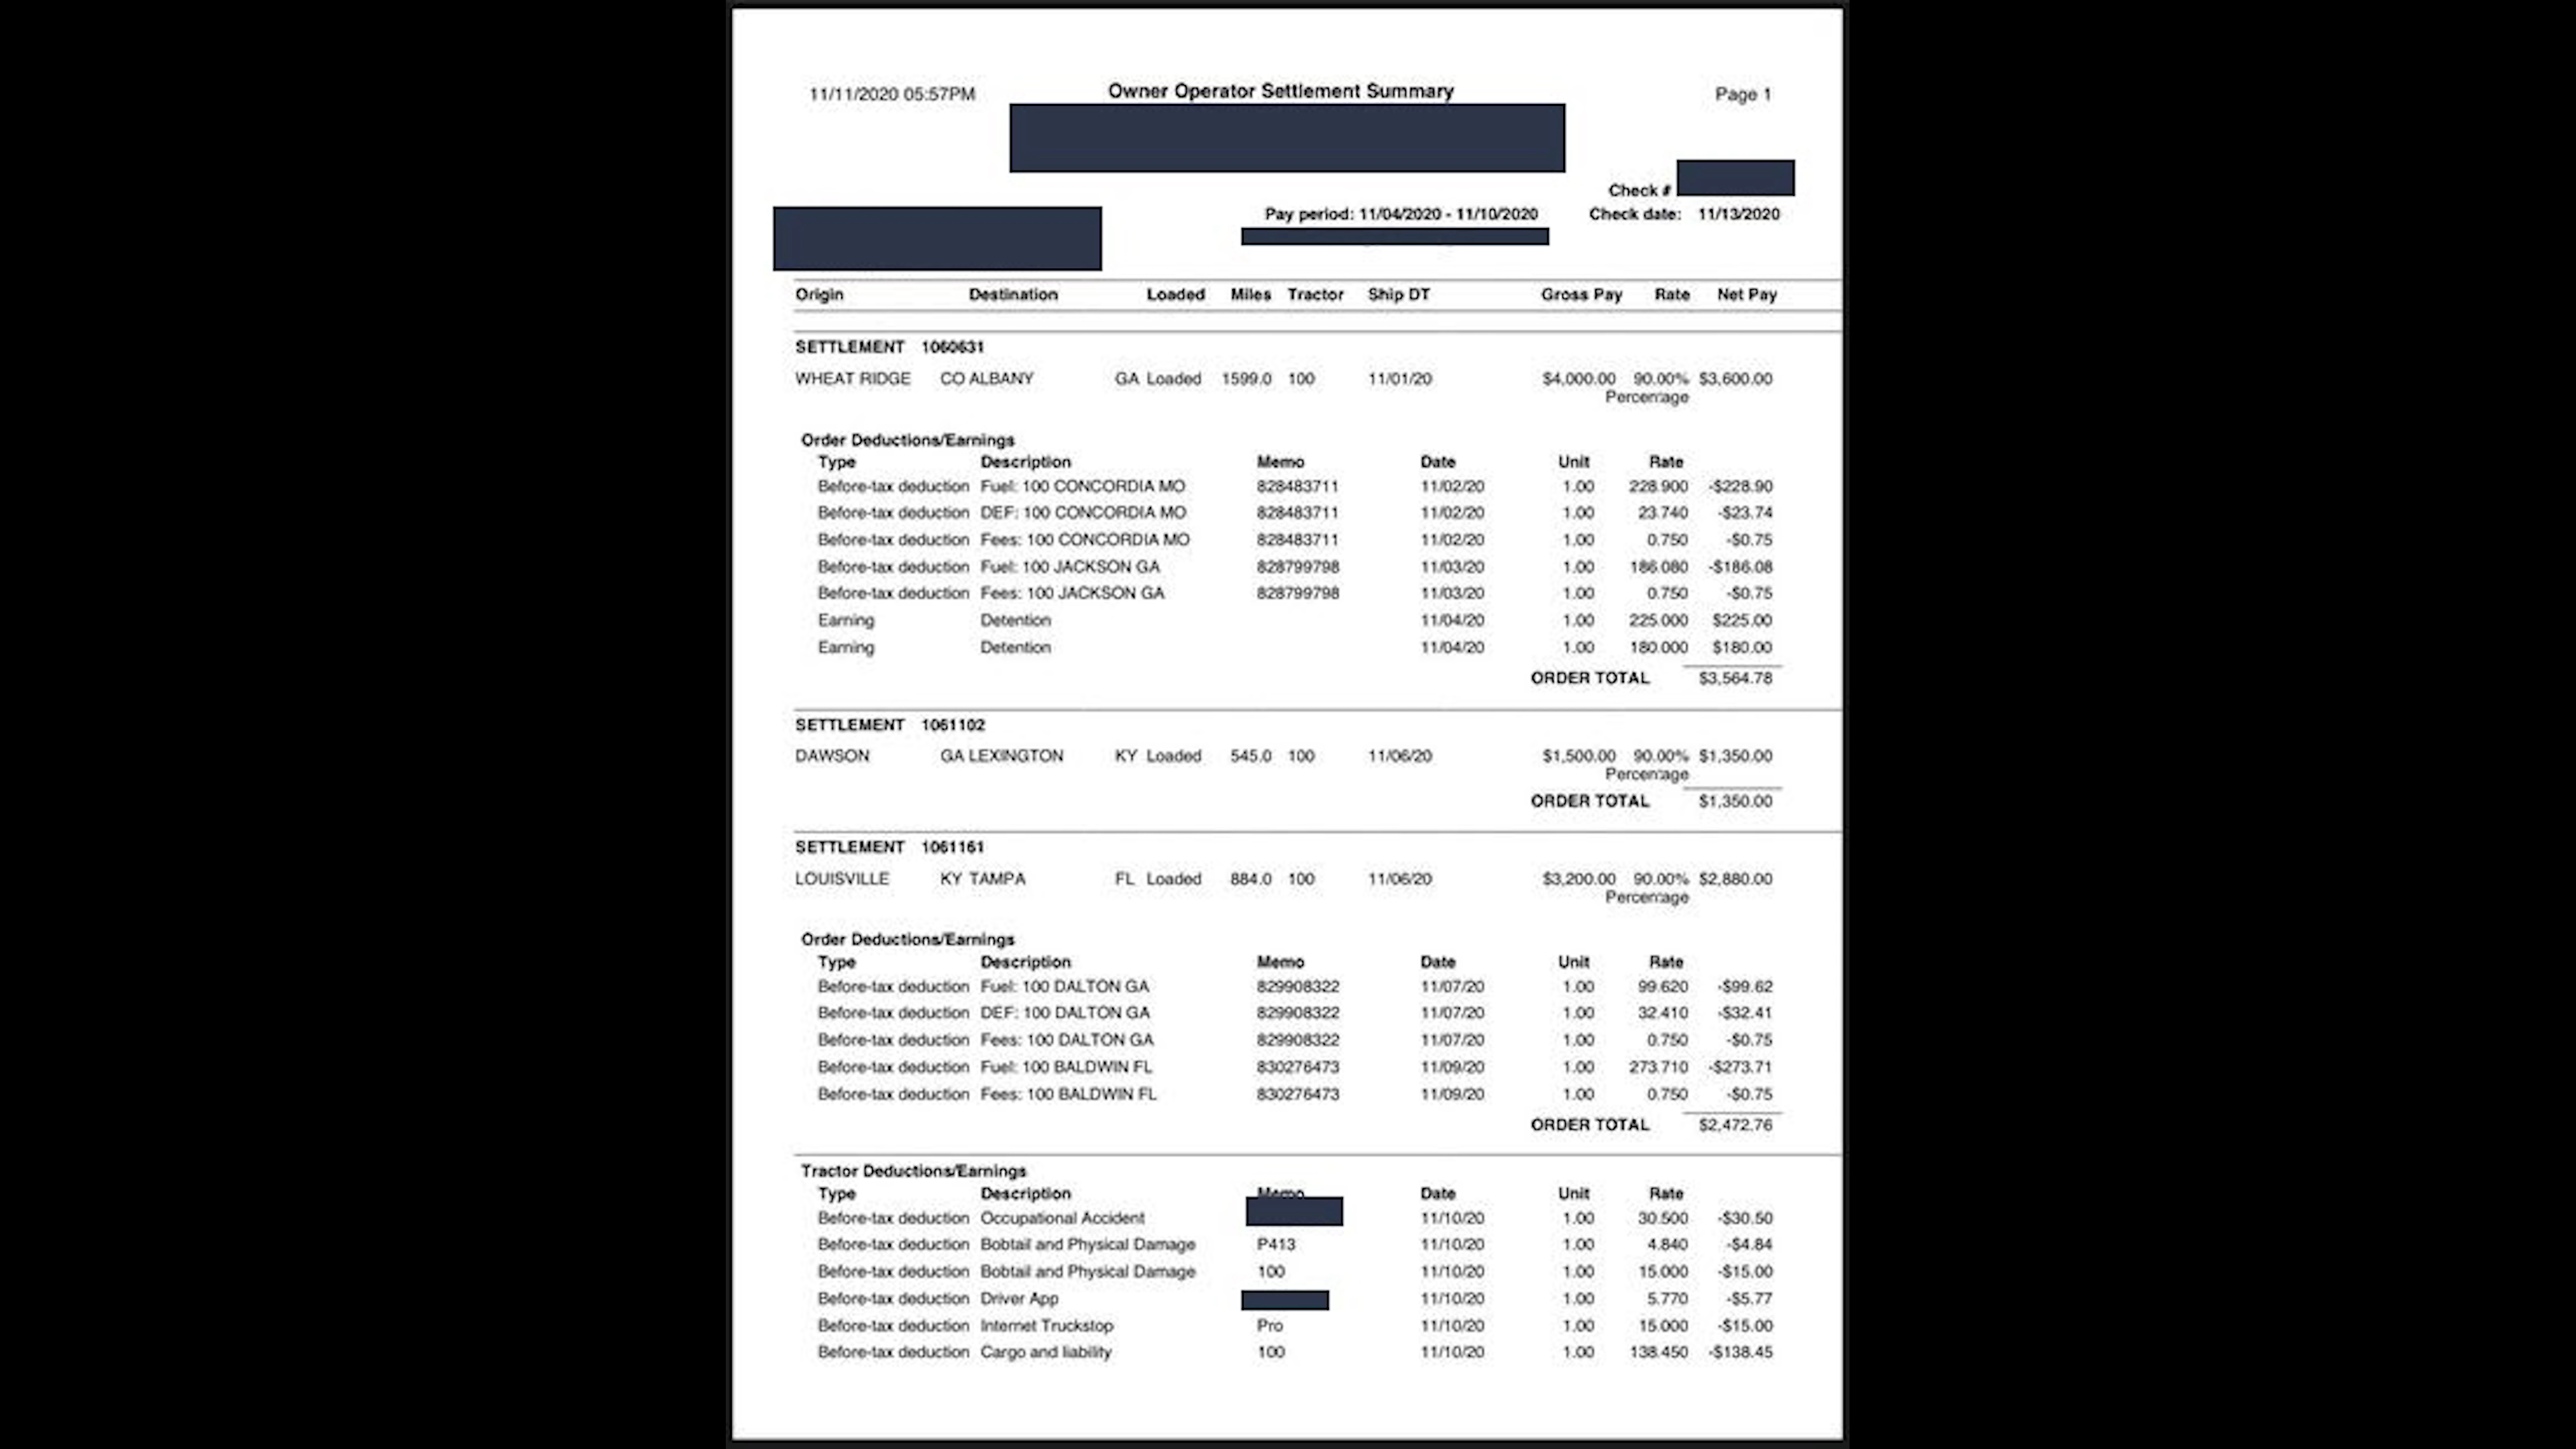 11/11/2020 05:57PM Owner Operator Settlement Summary Page 1
Check #
Pay period: 11/04/2020 - 11/10/2020 Check date: 11/13/2020
Origin Destination Loaded Miles Tractor Ship DT Gross Pay Rate Net Pay
SETTLEMENT 1060631
WHEAT RIDGE CO ALBANY GA Loaded 1599.0 100 11/01/20 $4,000.00 90.00% $3,600.00
Percentage
Order Deductions/Earnings
Type Description Memo Date Unit Rate
Before-tax deduction Fuel: 100 CONCORDIA MO 828483711 11/02/20 1.00 228.900 -$228.90
Before-tax deduction DEF: 100 CONCORDIA MO 828483711 11/02/20 1.00 23.740 -$23.74
Before-tax deduction Fees: 100 CONCORDIA MO 828483711 11/02/20 1.00 0.750 -$0.75
Before-tax deduction Fuel: 100 JACKSON GA 828799798 11/03/20 1.00 186.080 -$186.08
Before-tax deduction Fees: 100 JACKSON GA 828799798 11/03/20 1.00 0.750 -$0.75
Earning Detention 11/04/20 1.00 225.000 $225.00
Earning Detention 11/04/20 1.00 180.000 $180.00
ORDER TOTAL $3,564.78
SETTLEMENT 1061102
DAWSON GA LEXINGTON KY Loaded 545.0 100 11/06/20 $1,500.00 90.00% $1,350.00
Percentage
ORDER TOTAL $1,350.00
SETTLEMENT 1061161
LOUISVILLE KY TAMPA FL Loaded 884.0 100 11/06/20 $3,200.00 90.00% $2,880.00
Percentage
Order Deductions/Earnings
Type Description Memo Date Unit Rate
Before-tax deduction Fuel: 100 DALTON GA 829908322 11/07/20 1.00 99.620 -$99.62
Before-tax deduction DEF: 100 DALTON GA 829908322 11/07/20 1.00 32.410 -$32.41
Before-tax deduction Fees: 100 DALTON GA 829908322 11/07/20 1.00 0.750 -$0.75
Before-tax deduction Fuel: 100 BALDWIN FL 830276473 11/09/20 1.00 273.710 -$273.71
Before-tax deduction Fees: 100 BALDWIN FL 830276473 11/09/20 1.00 0.750 -$0.75
ORDER TOTAL $2,472.76
Tractor Deductions/Earnings
Type Description Memo Date Unit Rate
Before-tax deduction Occupational Accident 11/10/20 1.00 30.500 -$30.50
Before-tax deduction Bobtail and Physical Damage P413 11/10/20 1.00 4.840 -$4.84
Before-tax deduction Bobtail and Physical Damage 100 11/10/20 1.00 15.000 -$15.00
Before-tax deduction Driver App 11/10/20 1.00 5.770 -$5.77
Before-tax deduction Internet Truckstop Pro 11/10/20 1.00 15.000 -$15.00
Before-tax deduction Cargo and liability 100 11/10/20 1.00 138.450 -$138.45